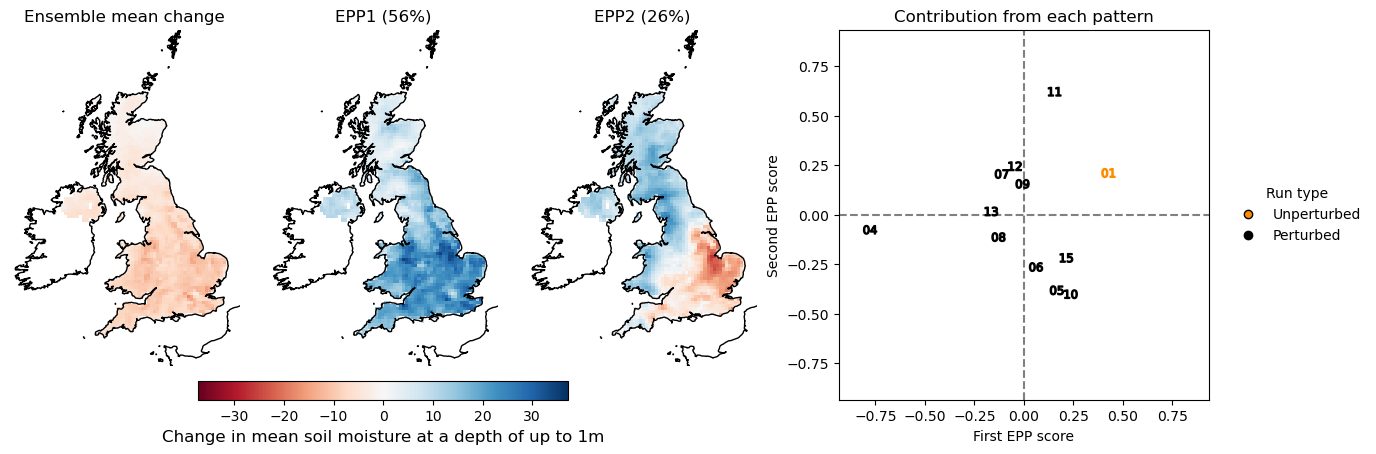 Ensemble mean change
EPP1 (56%)
EPP2 (26%)
Contribution from each pattern
−30 −20 −10 0 10 20 30
Change in mean soil moisture at a depth of up to 1m
Second EPP score
0.75
0.50
0.25
0.00
−0.25
−0.50
−0.75
11
12
07
09
01
13
04
08
15
06
05
10
−0.75 −0.50 −0.25 0.00 0.25 0.50 0.75
First EPP score
Run type
Unperturbed
Perturbed